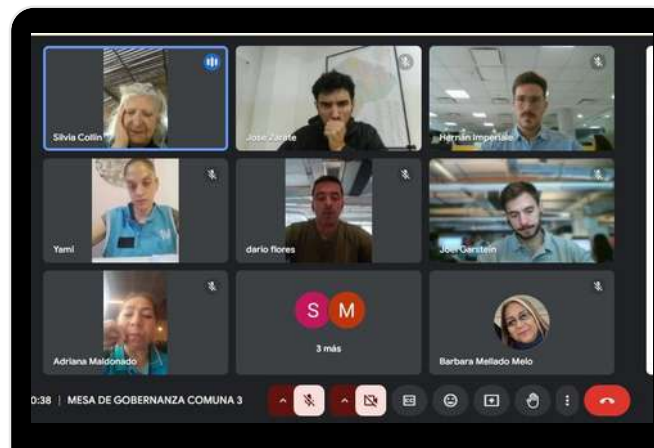 Silvia Collin
Jose Zarate
Hernán Imperiale
Yami
dario flores
Joel Garstein
Adriana Maldonado
S M
3 más
Barbara Mellado Melo
0:38 | MESA DE GOBERNANZA COMUNA 3